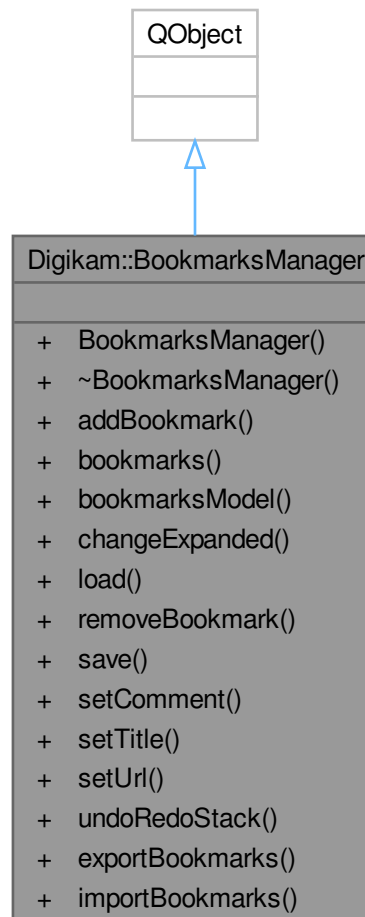 QObject
Digikam::BookmarksManager
+ BookmarksManager()
+ ~BookmarksManager()
+ addBookmark()
+ bookmarks()
+ bookmarksModel()
+ changeExpanded()
+ load()
+ removeBookmark()
+ save()
+ setComment()
+ setTitle()
+ setUrl()
+ undoRedoStack()
+ exportBookmarks()
+ importBookmarks()